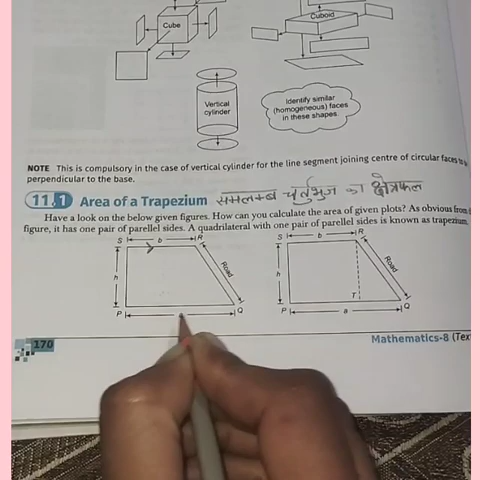 Cube
Cuboid
Vertical
cylinder
Identify similar
(homogeneous) faces
in these shapes.
NOTE This is compulsory in the case of vertical cylinder for the line segment joining centre of circular faces to be
perpendicular to the base.
11.1 Area of a Trapezium समलम्ब चर्तुभुज का क्षेत्रफल
Have a look on the below given figures. How can you calculate the area of given plots? As obvious from
figure, it has one pair of parellel sides. A quadrilateral with one pair of parellel sides is known as trapezium.
S b R
h Road
P Q
S b R
h Road
T
P a Q
170
Mathematics-8 (Tex